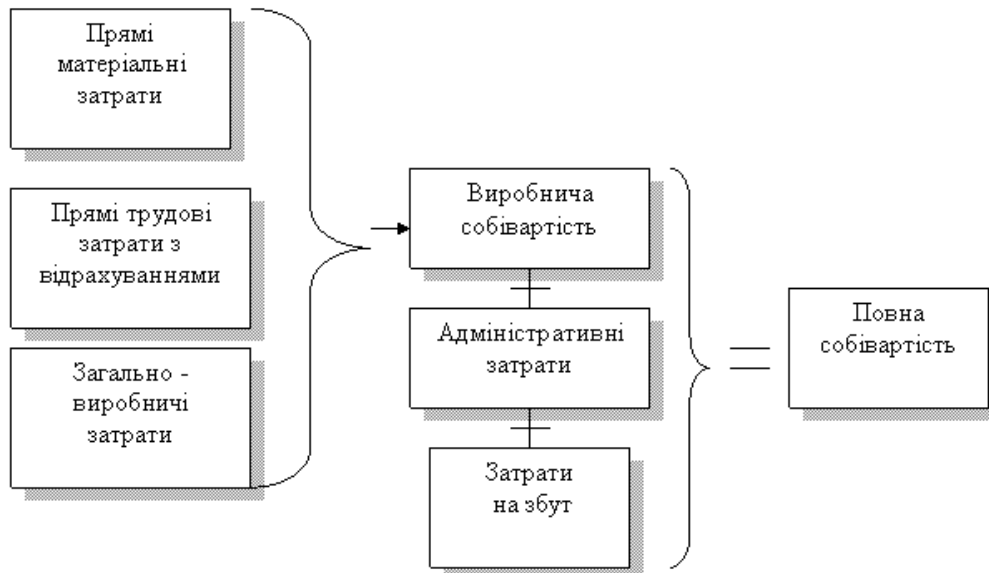 Прямі
матеріальні
затрати
Прямі трудові
затрати з
відрахуваннями
Загально -
виробничі
затрати
Виробнича
собівартість
Адміністративні
затрати
Затрати
на збут
Повна
собівартість